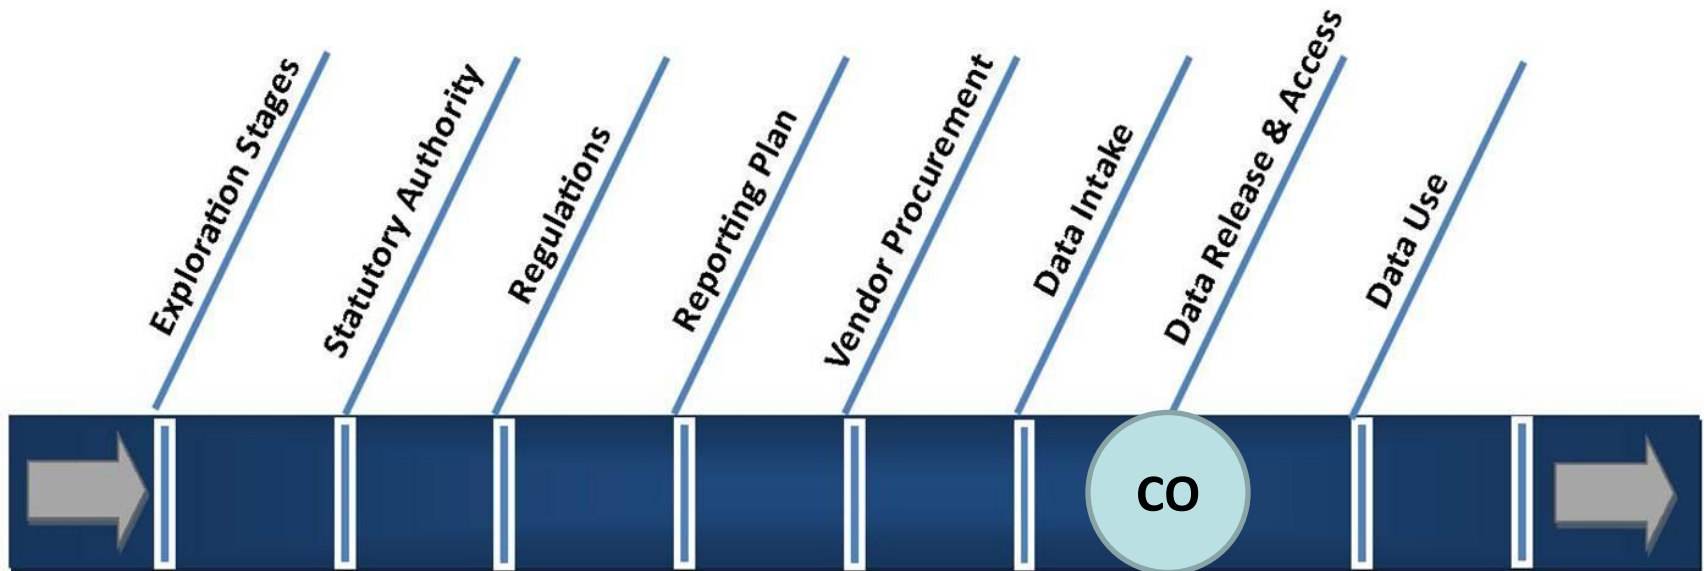 Exploration Stages
Statutory Authority
Regulations
Reporting Plan
Vendor Procurement
Data Intake
Data Release & Access
Data Use
CO